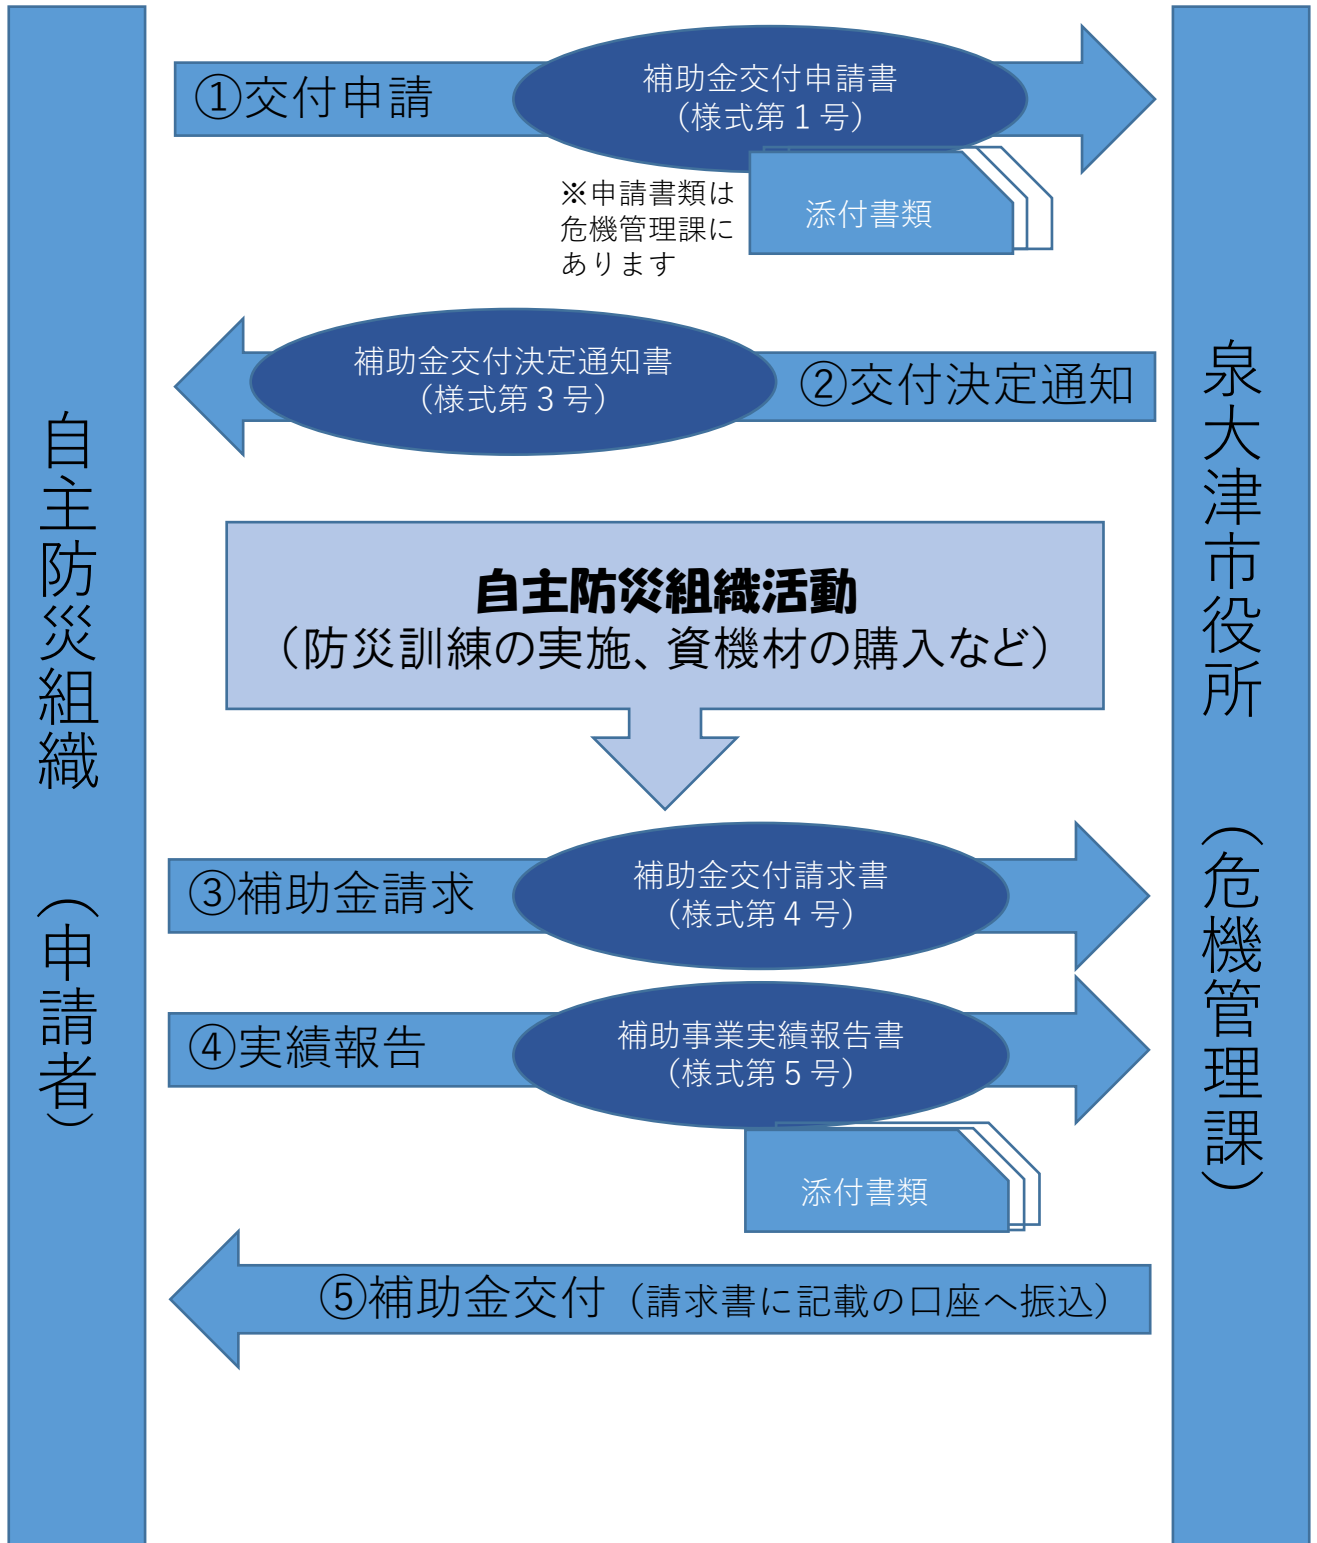 自主防災組織　（申請者）
泉大津市役所　（危機管理課）
①交付申請
補助金交付申請書
（様式第１号）
添付書類
※申請書類は
危機管理課に
あります
補助金交付決定通知書
（様式第３号）
②交付決定通知
自主防災組織活動
（防災訓練の実施、資機材の購入など）
③補助金請求
補助金交付請求書
（様式第４号）
④実績報告
補助事業実績報告書
（様式第５号）
添付書類
⑤補助金交付（請求書に記載の口座へ振込）